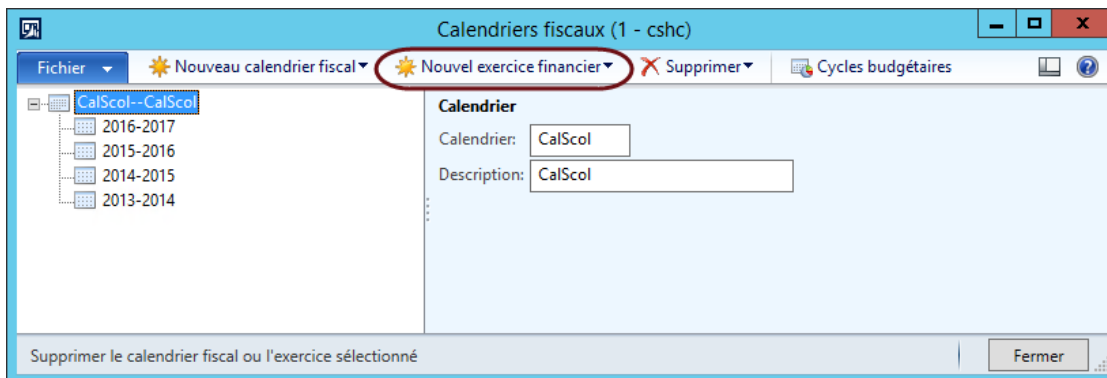 Calendriers fiscaux (1 - cshc)
Fichier Nouveau calendrier fiscal Nouvel exercice financier Supprimer Cycles budgétaires
CalScol--CalScol
2016-2017
2015-2016
2014-2015
2013-2014
Calendrier
Calendrier: CalScol
Description: CalScol
Supprimer le calendrier fiscal ou l'exercice sélectionné
Fermer